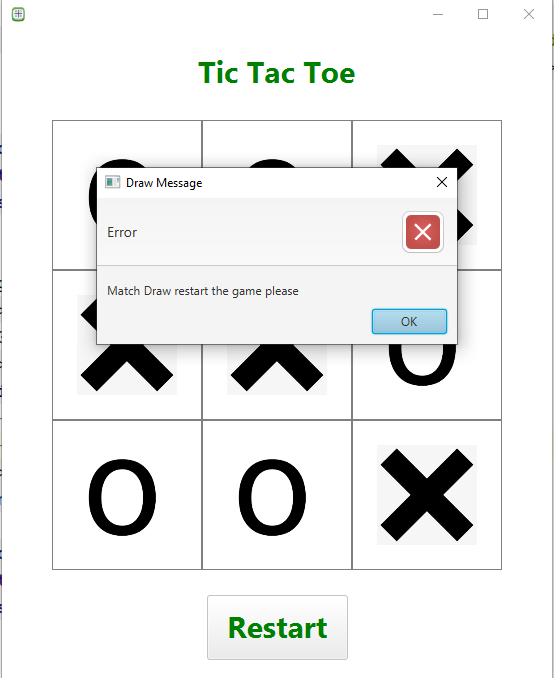 Tic Tac Toe
Draw Message
Error
Match Draw restart the game please
OK
Restart